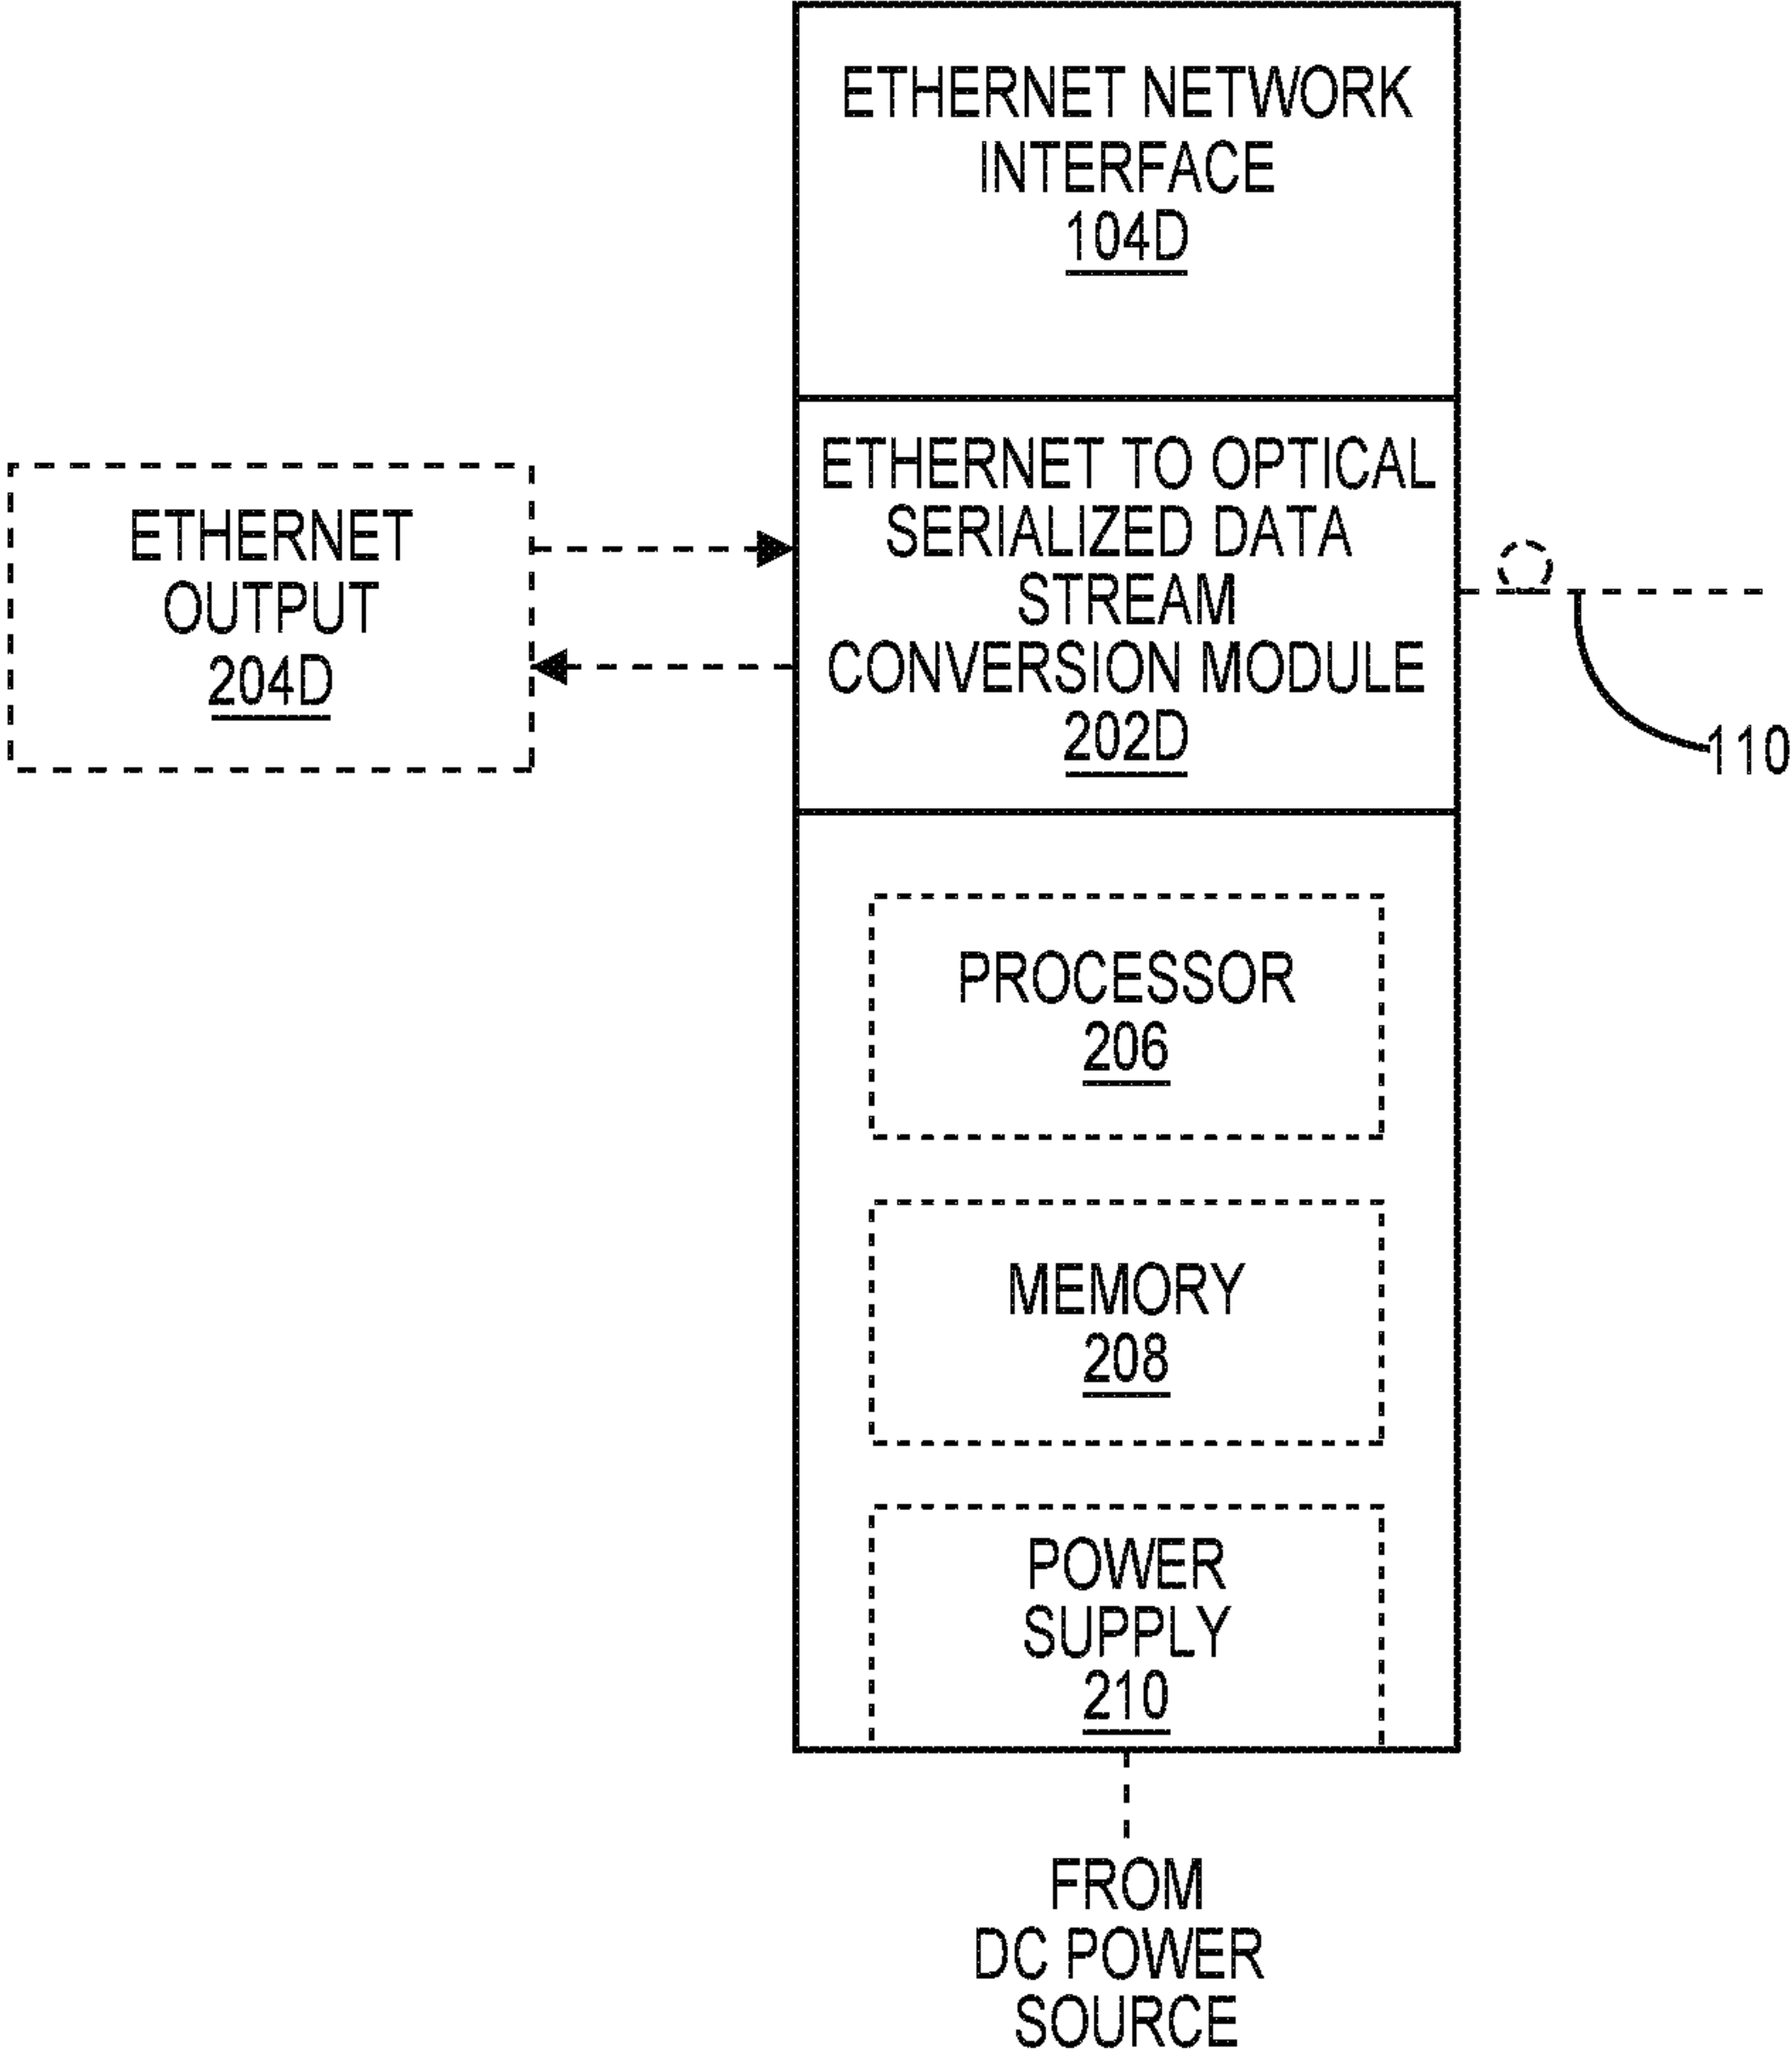 ETHERNET NETWORK
INTERFACE
104D
ETHERNET
OUTPUT
204D
ETHERNET TO OPTICAL
SERIALIZED DATA
STREAM
CONVERSION MODULE
202D
110
PROCESSOR
206
MEMORY
208
POWER
SUPPLY
210
FROM
DC POWER
SOURCE